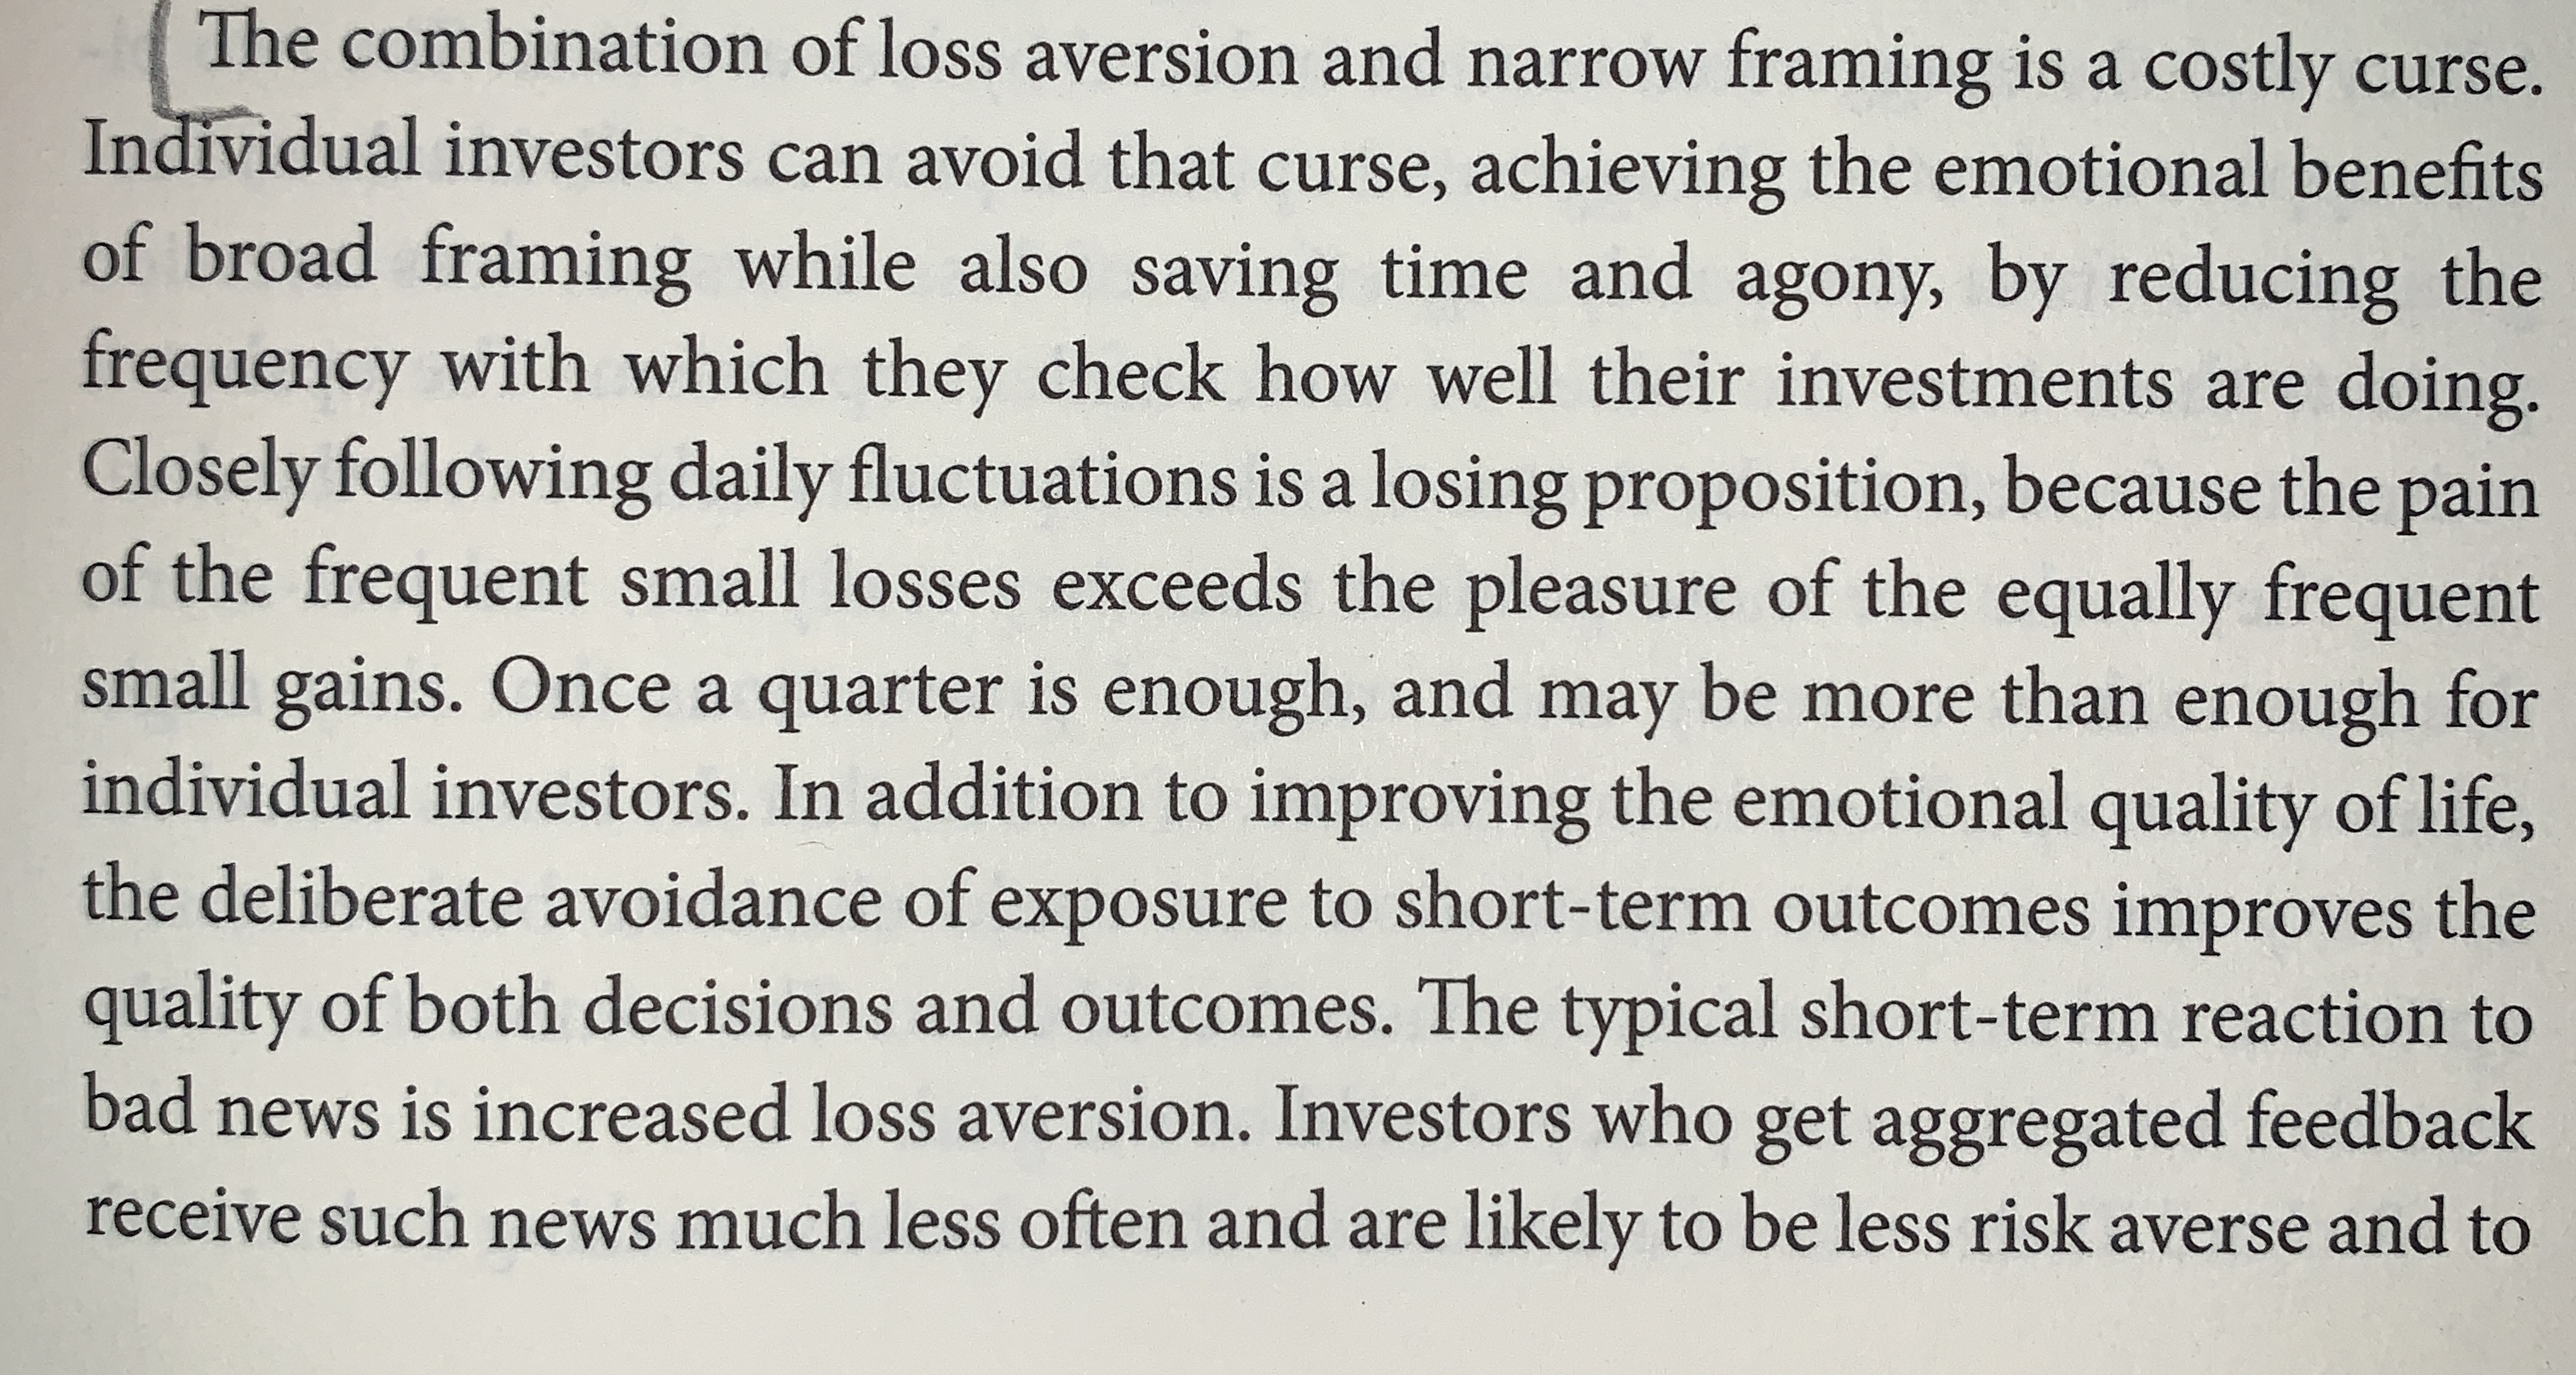 The combination of loss aversion and narrow framing is a costly curse.
Individual investors can avoid that curse, achieving the emotional benefits
of broad framing while also saving time and agony, by reducing the
frequency with which they check how well their investments are doing.
Closely following daily fluctuations is a losing proposition, because the pain
of the frequent small losses exceeds the pleasure of the equally frequent
small gains. Once a quarter is enough, and may be more than enough for
individual investors. In addition to improving the emotional quality of life,
the deliberate avoidance of exposure to short-term outcomes improves the
quality of both decisions and outcomes. The typical short-term reaction to
bad news is increased loss aversion. Investors who get aggregated feedback
receive such news much less often and are likely to be less risk averse and to